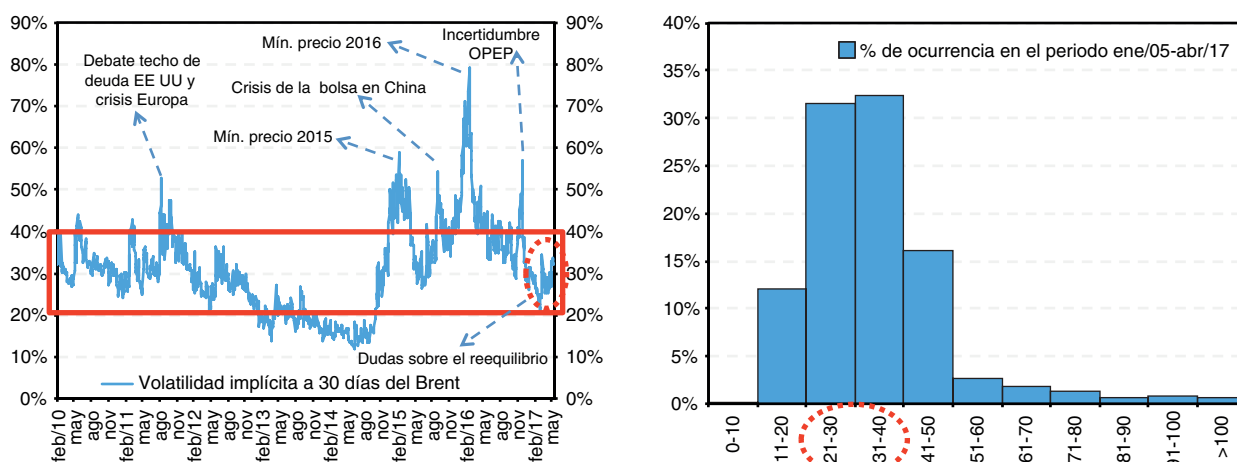 90%
80%
70%
60%
50%
40%
30%
20%
10%
0%
90%
80%
70%
60%
50%
40%
30%
20%
10%
0%
Debate techo de
deuda EE UU y
crisis Europa
Mín. precio 2016
Crisis de la bolsa en China
Mín. precio 2015
Incertidumbre
OPEP
Dudas sobre el reequilibrio
Volatilidad implícita a 30 días del Brent
feb/10
may
ago
nov
feb/11
may
ago
nov
feb/12
may
ago
nov
feb/13
may
ago
nov
feb/14
may
ago
nov
feb/15
may
ago
nov
feb/16
may
ago
nov
feb/17
may
40%
35%
30%
25%
20%
15%
10%
5%
0%
% de ocurrencia en el periodo ene/05-abr/17
0-10
11-20
21-30
31-40
41-50
51-60
61-70
71-80
81-90
91-100
>100